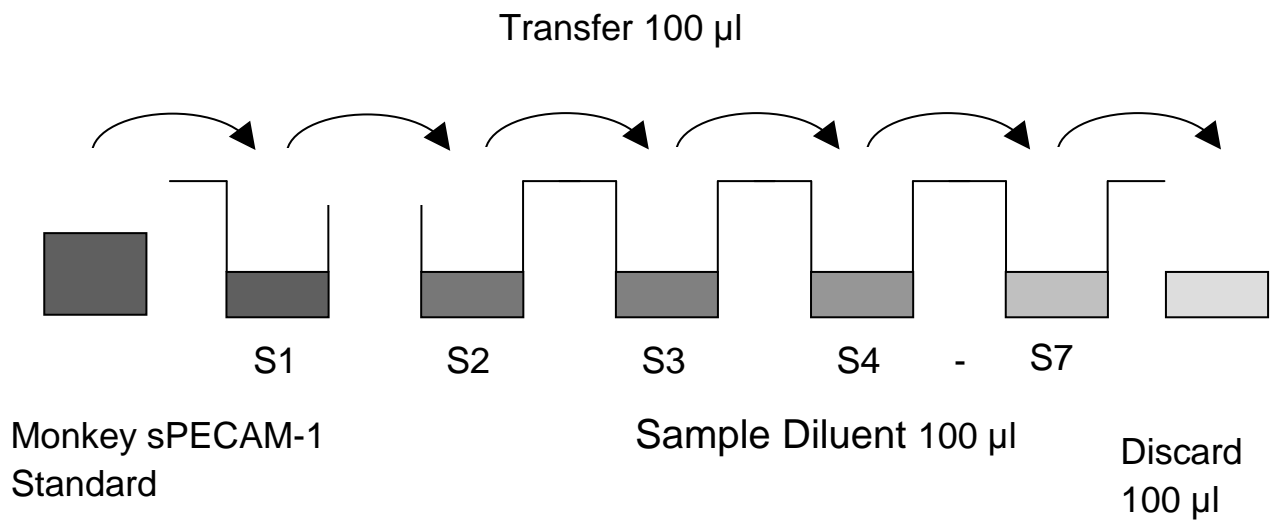 Transfer 100 µl
S1 S2 S3 S4 - S7
Monkey sPECAM-1
Standard
Sample Diluent 100 µl
Discard
100 µl